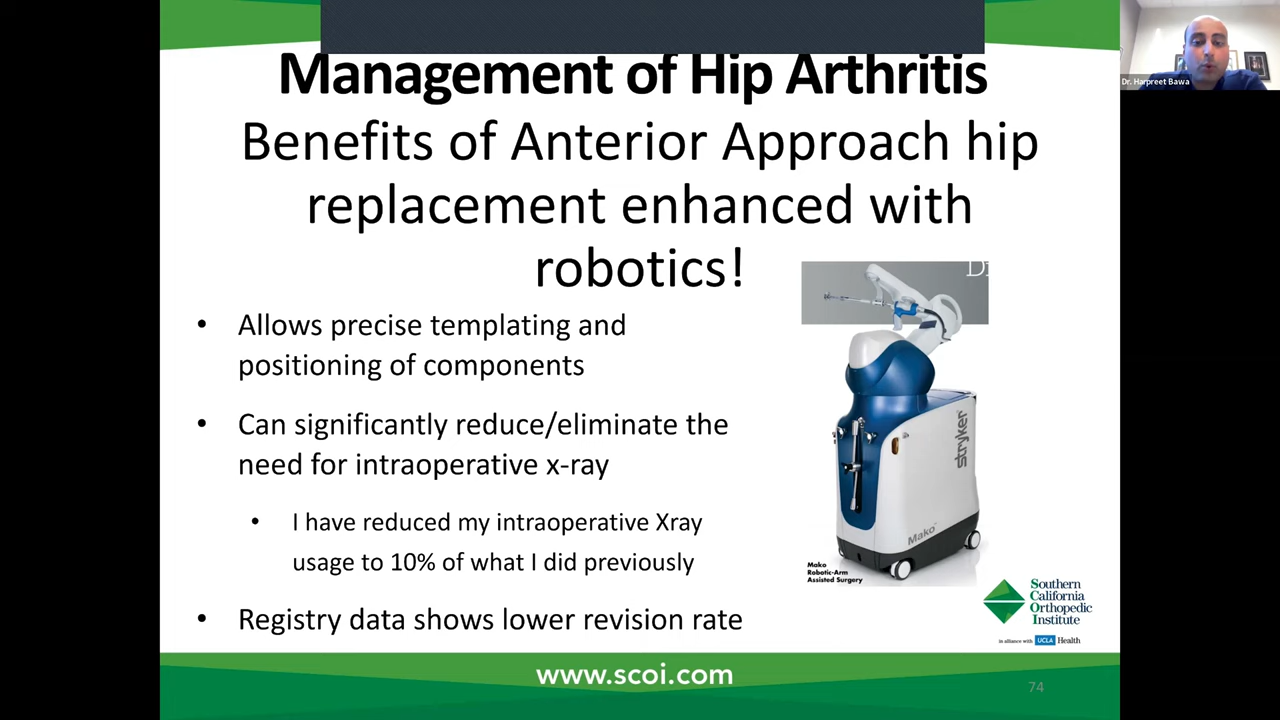 Management of Hip Arthritis
Benefits of Anterior Approach hip
replacement enhanced with
robotics!
Dr. Harpreet Bawa
• Allows precise templating and
positioning of components
• Can significantly reduce/eliminate the
need for intraoperative x-ray
• I have reduced my intraoperative Xray
usage to 10% of what I did previously
• Registry data shows lower revision rate
stryker
Mako
Mako
Robotic-Arm
Assisted Surgery
Southern
California
Orthopedic
Institute
in alliance with UCLA Health
www.scoi.com
74